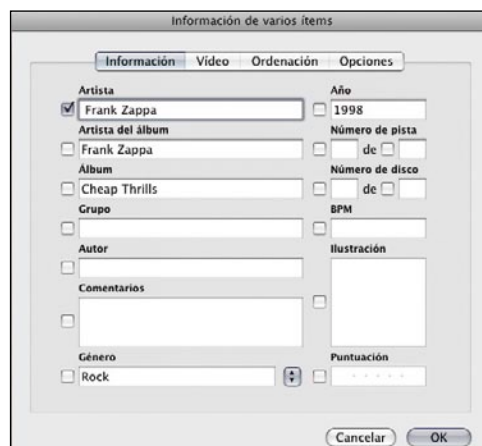 Información de varios ítems
Información Vídeo Ordenación Opciones
Artista
Frank Zappa
Año
1998
Artista del álbum
Frank Zappa
Número de pista
de
Álbum
Cheap Thrills
Número de disco
de
Grupo
BPM
Autor
Ilustración
Comentarios
Género
Rock
Puntuación
Cancelar OK